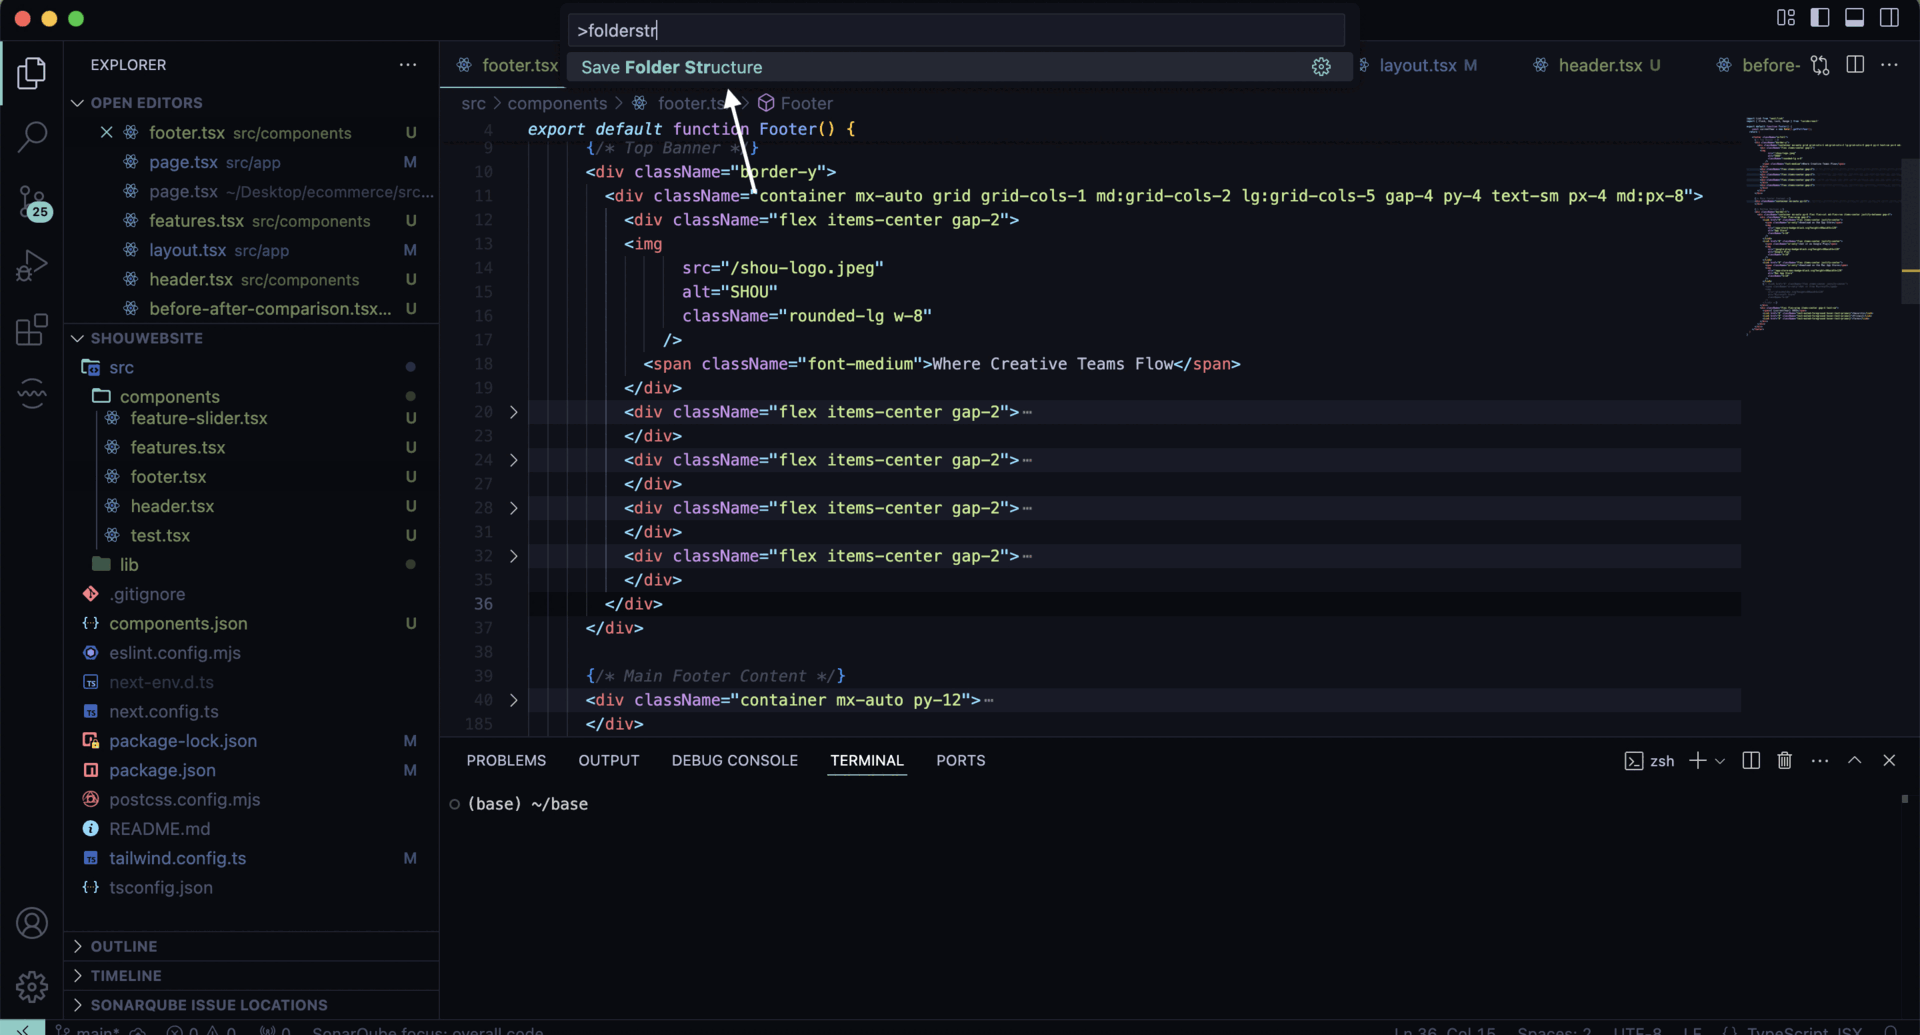 >folderstr
Save Folder Structure
EXPLORER
OPEN EDITORS
footer.tsx src/components U
page.tsx src/app M
page.tsx ~/Desktop/ecommerce/src...
features.tsx src/components U
layout.tsx src/app M
header.tsx src/components U
before-after-comparison.tsx... U
SHOUWEBSITE
src
components
feature-slider.tsx U
features.tsx U
footer.tsx U
header.tsx U
test.tsx U
lib
.gitignore
components.json U
eslint.config.mjs
next-env.d.ts
next.config.ts
package-lock.json M
package.json M
postcss.config.mjs
README.md
tailwind.config.ts M
tsconfig.json
OUTLINE
TIMELINE
SONARQUBE ISSUE LOCATIONS
25
footer.tsx
layout.tsx M
header.tsx U
before-
src > components > footer.ts > Footer
4 export default function Footer() {
9 {/* Top Banner */}
10 <div className="border-y">
11 <div className="container mx-auto grid grid-cols-1 md:grid-cols-2 lg:grid-cols-5 gap-4 py-4 text-sm px-4 md:px-8">
12 <div className="flex items-center gap-2">
13 <img
14 src="/shou-logo.jpeg"
15 alt="SHOU"
16 className="rounded-lg w-8"
17 />
18 <span className="font-medium">Where Creative Teams Flow</span>
19 </div>
20 <div className="flex items-center gap-2">⋯
23 </div>
24 <div className="flex items-center gap-2">⋯
27 </div>
28 <div className="flex items-center gap-2">⋯
31 </div>
32 <div className="flex items-center gap-2">⋯
35 </div>
36 </div>
37 </div>
38
39 {/* Main Footer Content */}
40 <div className="container mx-auto py-12">⋯
185 </div>
PROBLEMS OUTPUT DEBUG CONSOLE TERMINAL PORTS
zsh
(base) ~/base
main* 0 0 0 SonarQube focus: overall code
Ln 36, Col 15 Spaces: 2 UTF-8 LF {} TypeScript JSX